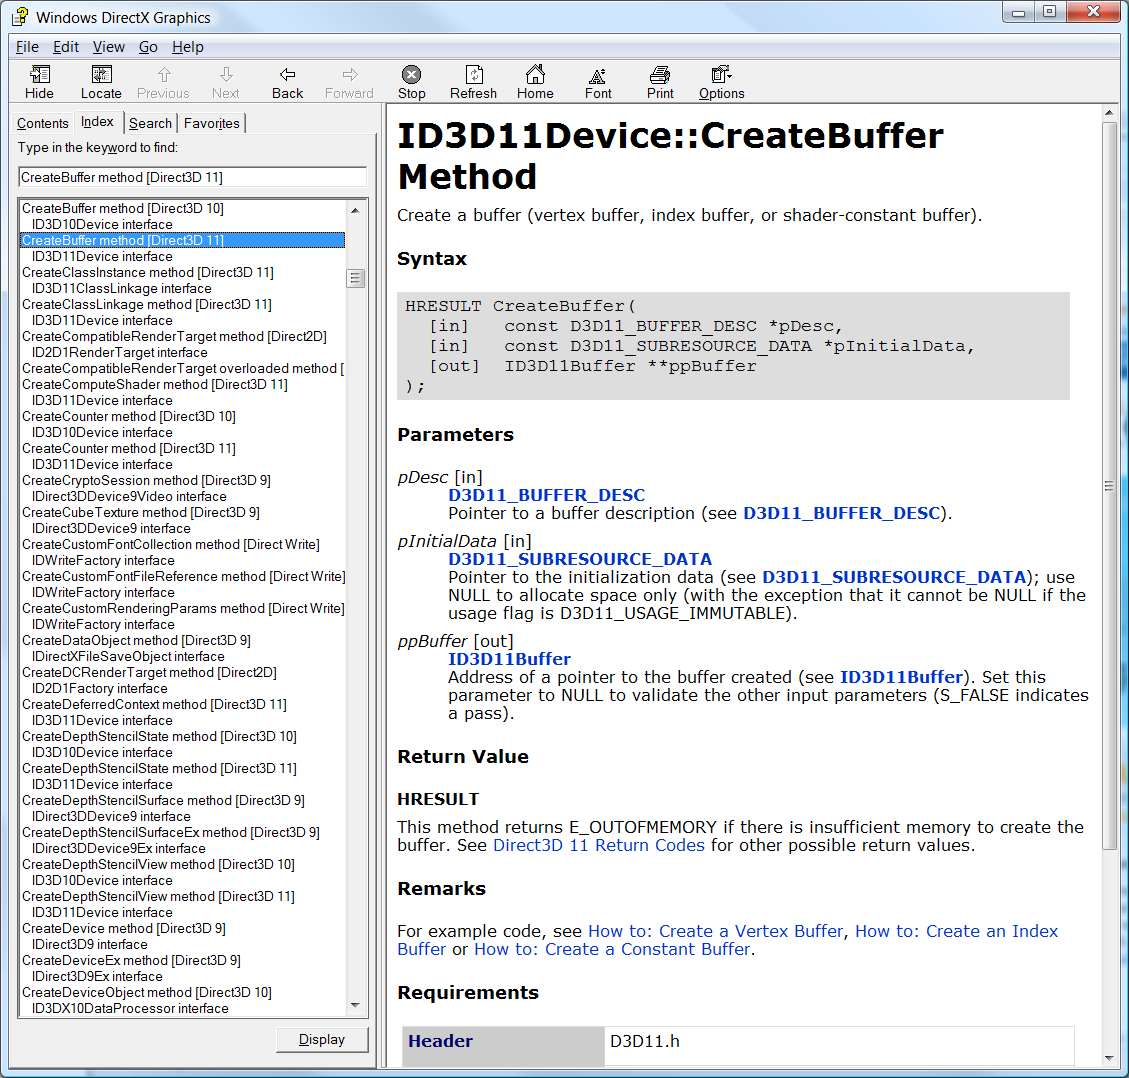 Windows DirectX Graphics
File Edit View Go Help
Hide Locate Previous Next Back Forward Stop Refresh Home Font Print Options
Contents Index Search Favorites
Type in the keyword to find:
CreateBuffer method [Direct3D 11]
CreateBuffer method [Direct3D 10]
ID3D10Device interface
CreateBuffer method [Direct3D 11]
ID3D11Device interface
CreateClassInstance method [Direct3D 11]
ID3D11ClassLinkage interface
CreateClassLinkage method [Direct3D 11]
ID3D11Device interface
CreateCompatibleRenderTarget method [Direct2D]
ID2D1RenderTarget interface
CreateCompatibleRenderTarget overloaded method [
CreateComputeShader method [Direct3D 11]
ID3D11Device interface
CreateCounter method [Direct3D 10]
ID3D10Device interface
CreateCounter method [Direct3D 11]
ID3D11Device interface
CreateCryptoSession method [Direct3D 9]
IDirect3DDevice9Video interface
CreateCubeTexture method [Direct3D 9]
IDirect3DDevice9 interface
CreateCustomFontCollection method [Direct Write]
IDWriteFactory interface
CreateCustomFontFileReference method [Direct Write]
IDWriteFactory interface
CreateCustomRenderingParams method [Direct Write]
IDWriteFactory interface
CreateDataObject method [Direct3D 9]
IDirectXFileSaveObject interface
CreateDCRenderTarget method [Direct2D]
ID2D1Factory interface
CreateDeferredContext method [Direct3D 11]
ID3D11Device interface
CreateDepthStencilState method [Direct3D 10]
ID3D10Device interface
CreateDepthStencilState method [Direct3D 11]
ID3D11Device interface
CreateDepthStencilSurface method [Direct3D 9]
IDirect3DDevice9 interface
CreateDepthStencilSurfaceEx method [Direct3D 9]
IDirect3DDevice9Ex interface
CreateDepthStencilView method [Direct3D 10]
ID3D10Device interface
CreateDepthStencilView method [Direct3D 11]
ID3D11Device interface
CreateDevice method [Direct3D 9]
IDirect3D9 interface
CreateDeviceEx method [Direct3D 9]
IDirect3D9Ex interface
CreateDeviceObject method [Direct3D 10]
ID3DX10DataProcessor interface
Display
ID3D11Device::CreateBuffer
Method
Create a buffer (vertex buffer, index buffer, or shader-constant buffer).
Syntax
HRESULT CreateBuffer(
[in] const D3D11_BUFFER_DESC *pDesc,
[in] const D3D11_SUBRESOURCE_DATA *pInitialData,
[out] ID3D11Buffer **ppBuffer
);
Parameters
pDesc [in]
D3D11_BUFFER_DESC
Pointer to a buffer description (see D3D11_BUFFER_DESC).
pInitialData [in]
D3D11_SUBRESOURCE_DATA
Pointer to the initialization data (see D3D11_SUBRESOURCE_DATA); use
NULL to allocate space only (with the exception that it cannot be NULL if the
usage flag is D3D11_USAGE_IMMUTABLE).
ppBuffer [out]
ID3D11Buffer
Address of a pointer to the buffer created (see ID3D11Buffer). Set this
parameter to NULL to validate the other input parameters (S_FALSE indicates
a pass).
Return Value
HRESULT
This method returns E_OUTOFMEMORY if there is insufficient memory to create the
buffer. See Direct3D 11 Return Codes for other possible return values.
Remarks
For example code, see How to: Create a Vertex Buffer, How to: Create an Index
Buffer or How to: Create a Constant Buffer.
Requirements
Header D3D11.h